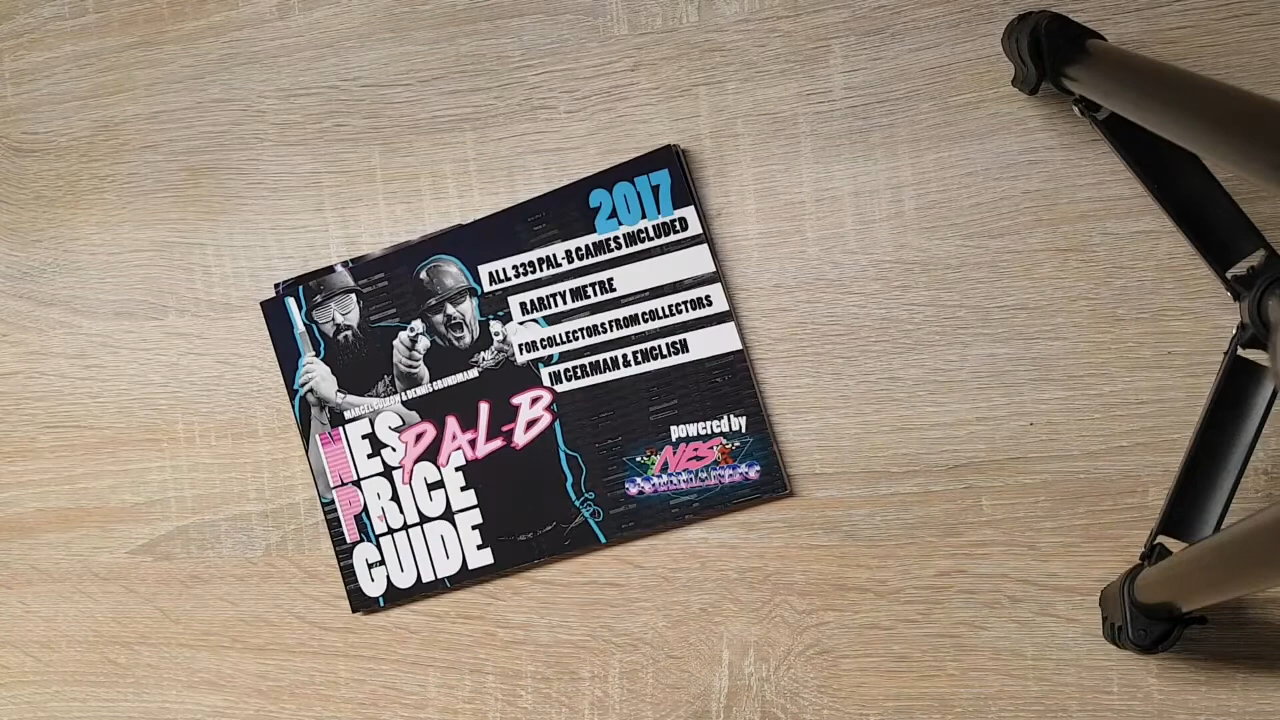 2017
ALL 339 PAL-B GAMES INCLUDED
RARITY METRE
FOR COLLECTORS FROM COLLECTORS
IN GERMAN & ENGLISH
& DENNIS GRUNDMANN
NES PAL-B
PRICE
GUIDE
powered by
NES
COMMANDO